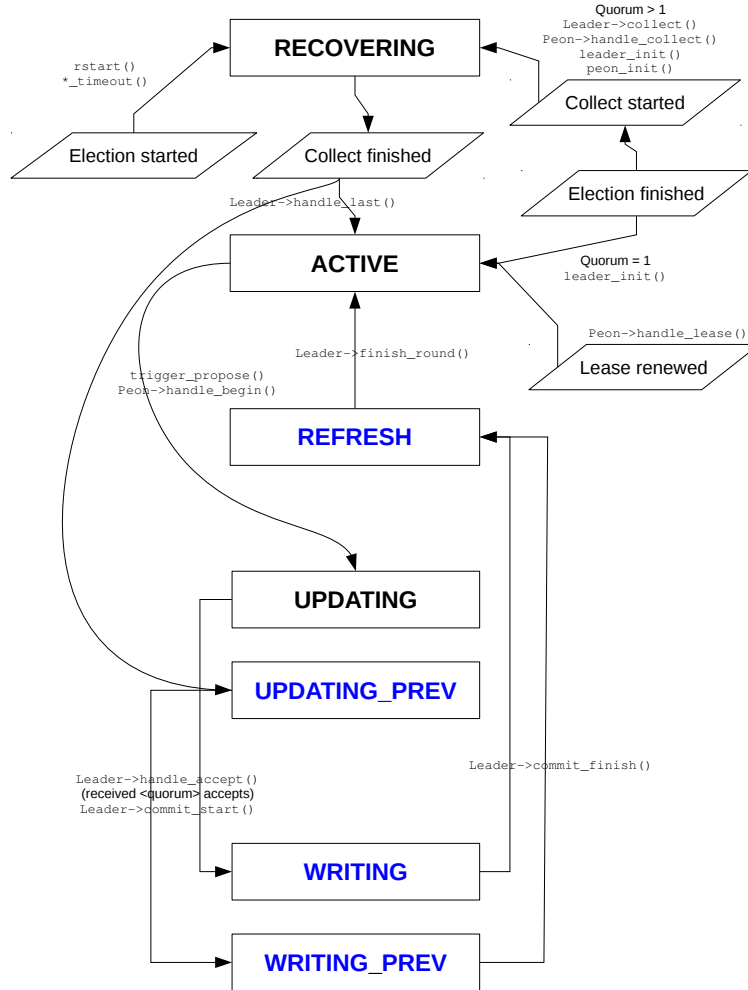 Quorum > 1
Leader->collect()
Peon->handle_collect()
leader_init()
peon_init()
RECOVERING
rstart()
*_timeout()
Collect started
Election started
Collect finished
Election finished
Leader->handle_last()
ACTIVE
Quorum = 1
leader_init()
Peon->handle_lease()
Leader->finish_round()
Lease renewed
trigger_propose()
Peon->handle_begin()
REFRESH
UPDATING
UPDATING_PREV
Leader->commit_finish()
Leader->handle_accept()
(received <quorum> accepts)
Leader->commit_start()
WRITING
WRITING_PREV